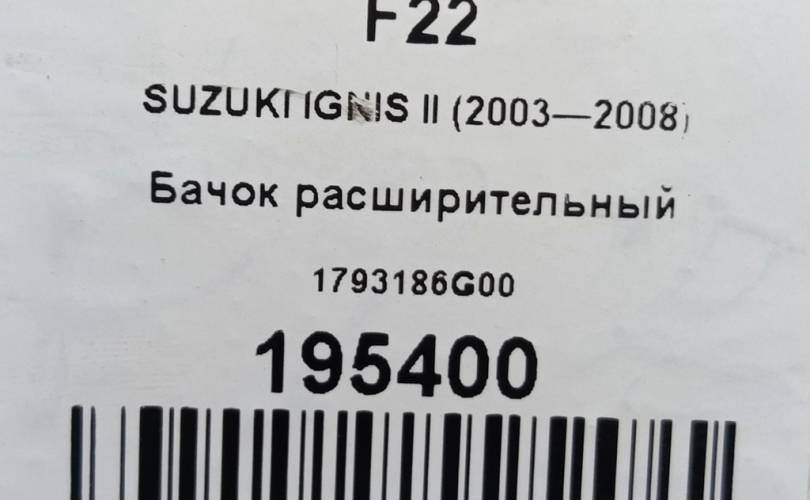 F22
SUZUKI IGNIS II (2003—2008)
Бачок расширительный
1793186G00
195400